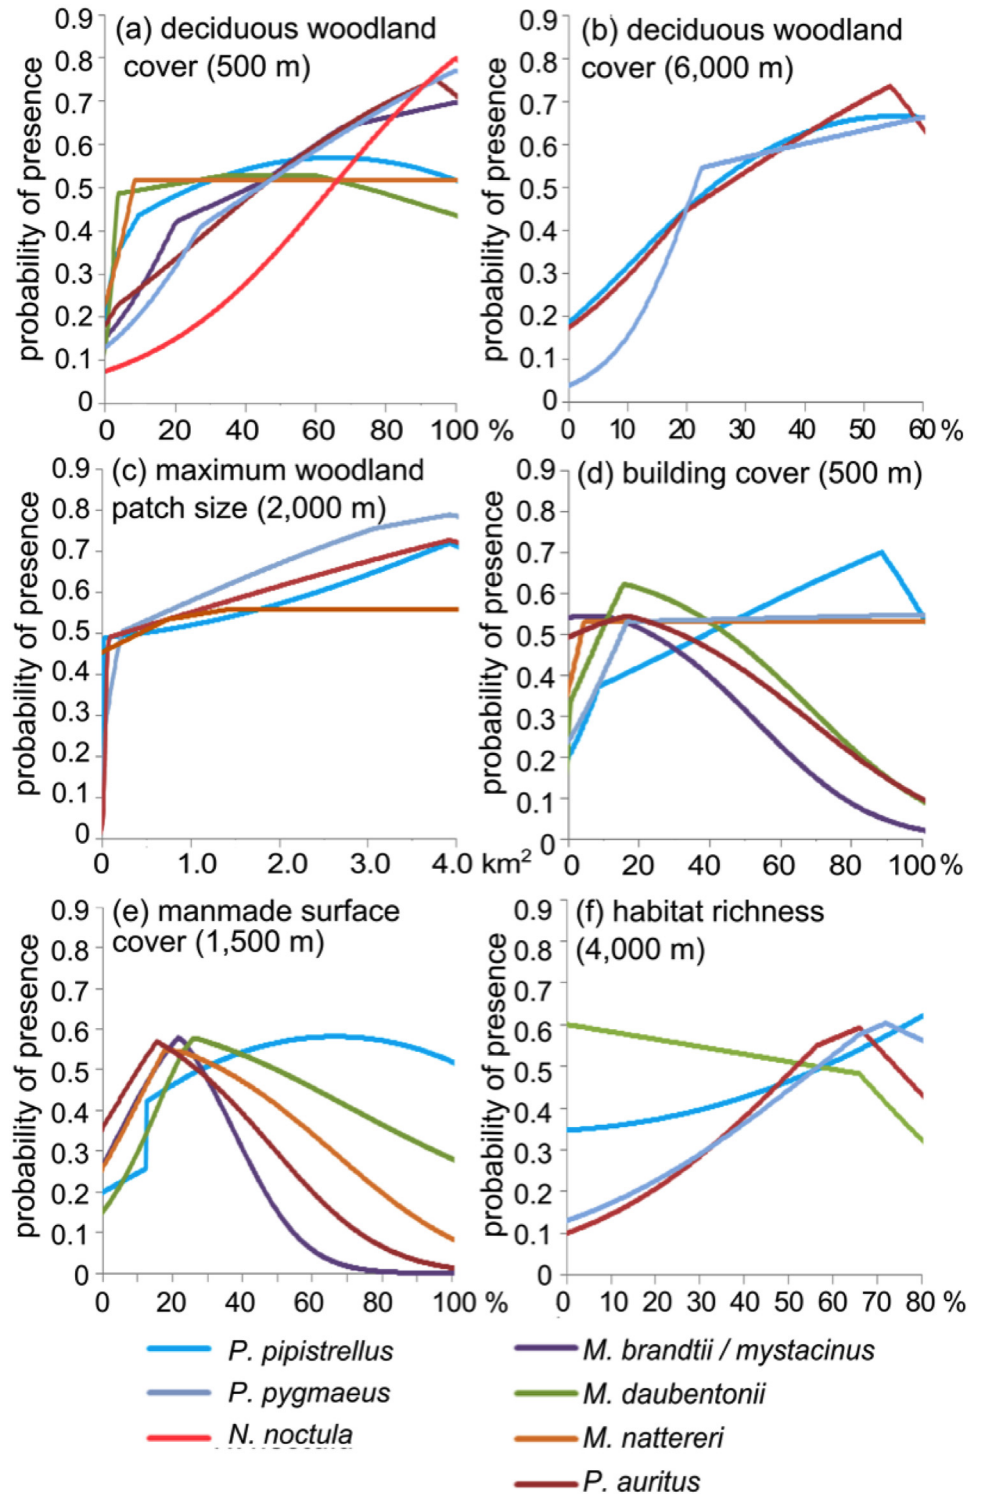 (a) deciduous woodland
cover (500 m)
probability of presence
0.9
0.8
0.7
0.6
0.5
0.4
0.3
0.2
0.1
0
0 20 40 60 80 100 %
(b) deciduous woodland
cover (6,000 m)
probability of presence
0.9
0.8
0.7
0.6
0.5
0.4
0.3
0.2
0.1
0
0 10 20 30 40 50 60 %
(c) maximum woodland
patch size (2,000 m)
probability of presence
0.9
0.8
0.7
0.6
0.5
0.4
0.3
0.2
0.1
0
0 1.0 2.0 3.0 4.0 km²
(d) building cover (500 m)
probability of presence
0.9
0.8
0.7
0.6
0.5
0.4
0.3
0.2
0.1
0
0 20 40 60 80 100 %
(e) manmade surface
cover (1,500 m)
probability of presence
0.9
0.8
0.7
0.6
0.5
0.4
0.3
0.2
0.1
0
0 20 40 60 80 100 %
(f) habitat richness
(4,000 m)
probability of presence
0.9
0.8
0.7
0.6
0.5
0.4
0.3
0.2
0.1
0
0 10 20 30 40 50 60 70 80 %
P. pipistrellus
P. pygmaeus
N. noctula
M. brandtii / mystacinus
M. daubentonii
M. nattereri
P. auritus